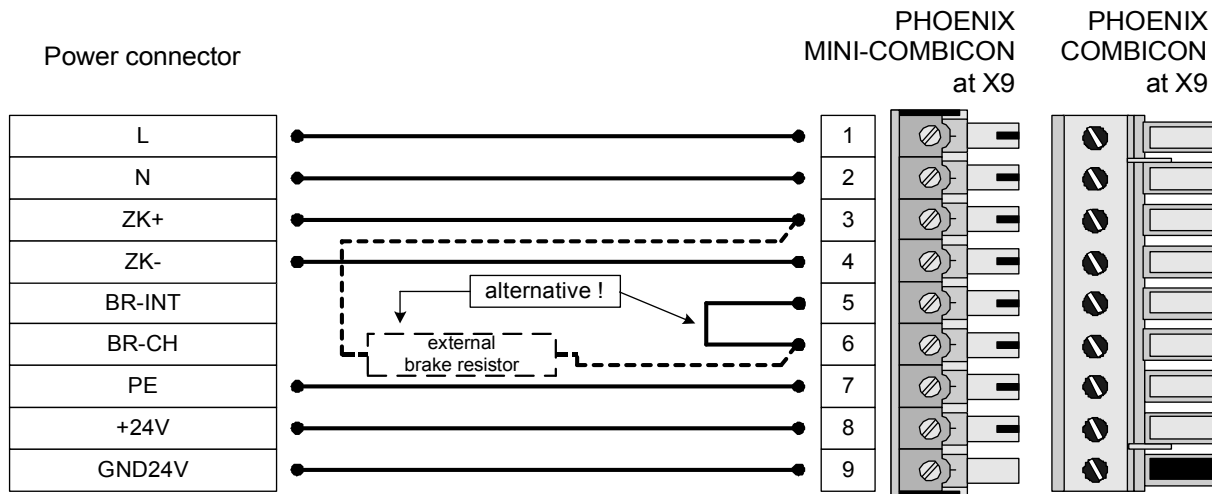 Power connector
PHOENIX
MINI-COMBICON
at X9
PHOENIX
COMBICON
at X9
L
1
N
2
ZK+
3
ZK-
4
BR-INT
alternative !
5
BR-CH
external
brake resistor
6
PE
7
+24V
8
GND24V
9